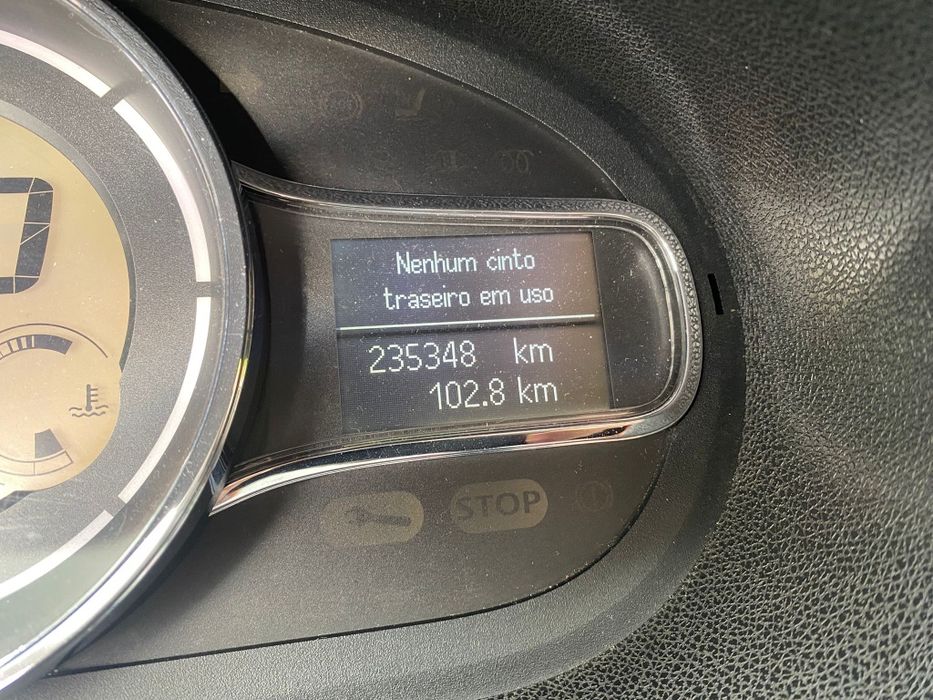 Nenhum cinto
traseiro em uso
235348 km
102.8 km
STOP